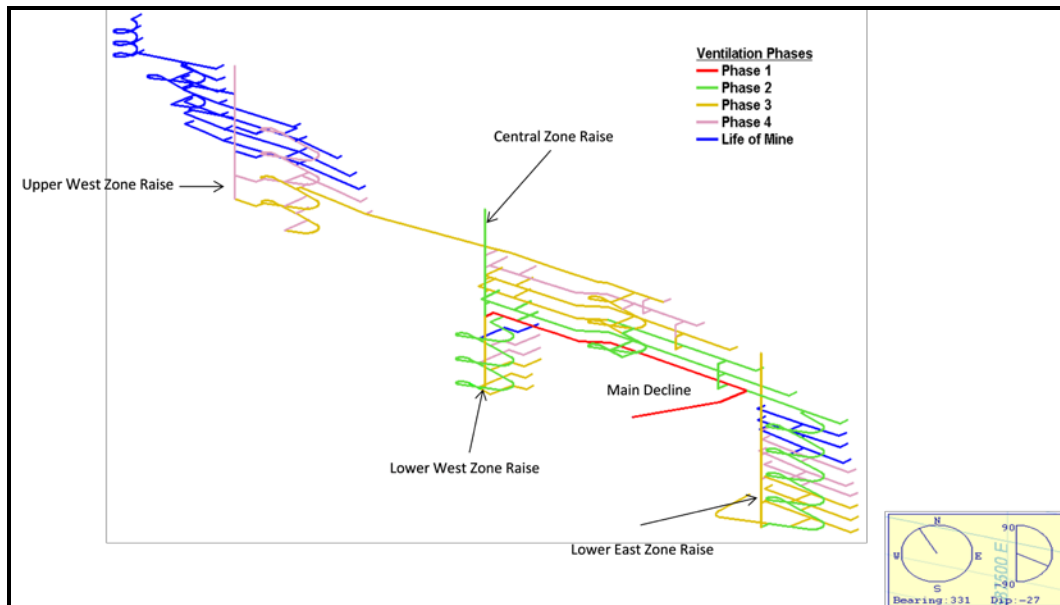 Ventilation Phases
Phase 1
Phase 2
Phase 3
Phase 4
Life of Mine
Central Zone Raise
Upper West Zone Raise
Main Decline
Lower West Zone Raise
Lower East Zone Raise
N
90
W
E
S
-90
Bearing:331 Dip:-27